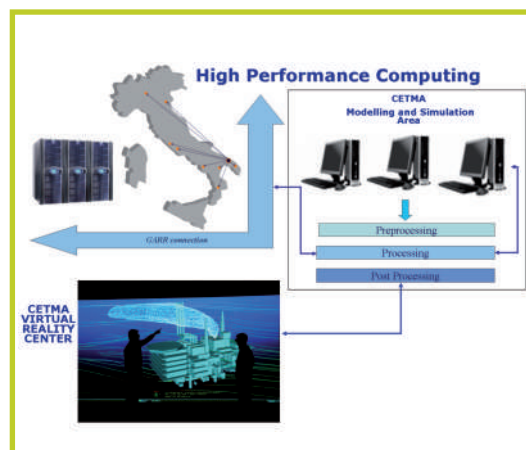 High Performance Computing
CETMA
Modelling and Simulation
Area
Preprocessing
Processing
Post Processing
GARR connection
CETMA
VIRTUAL
REALITY
CENTER